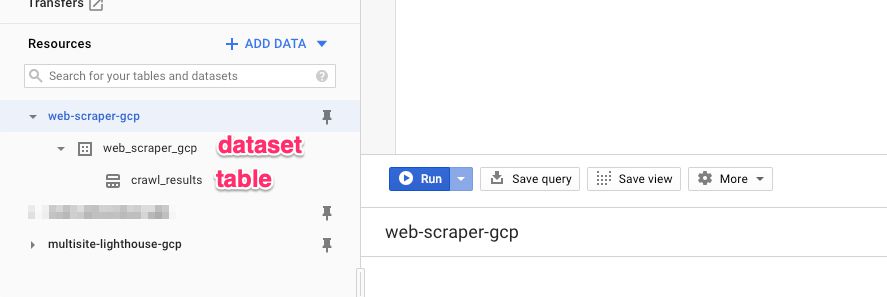 Transfers
Resources
ADD DATA
Search for your tables and datasets
web-scraper-gcp
web_scraper_gcp dataset
crawl_results table
multisite-lighthouse-gcp
Run
Save query
Save view
More
web-scraper-gcp